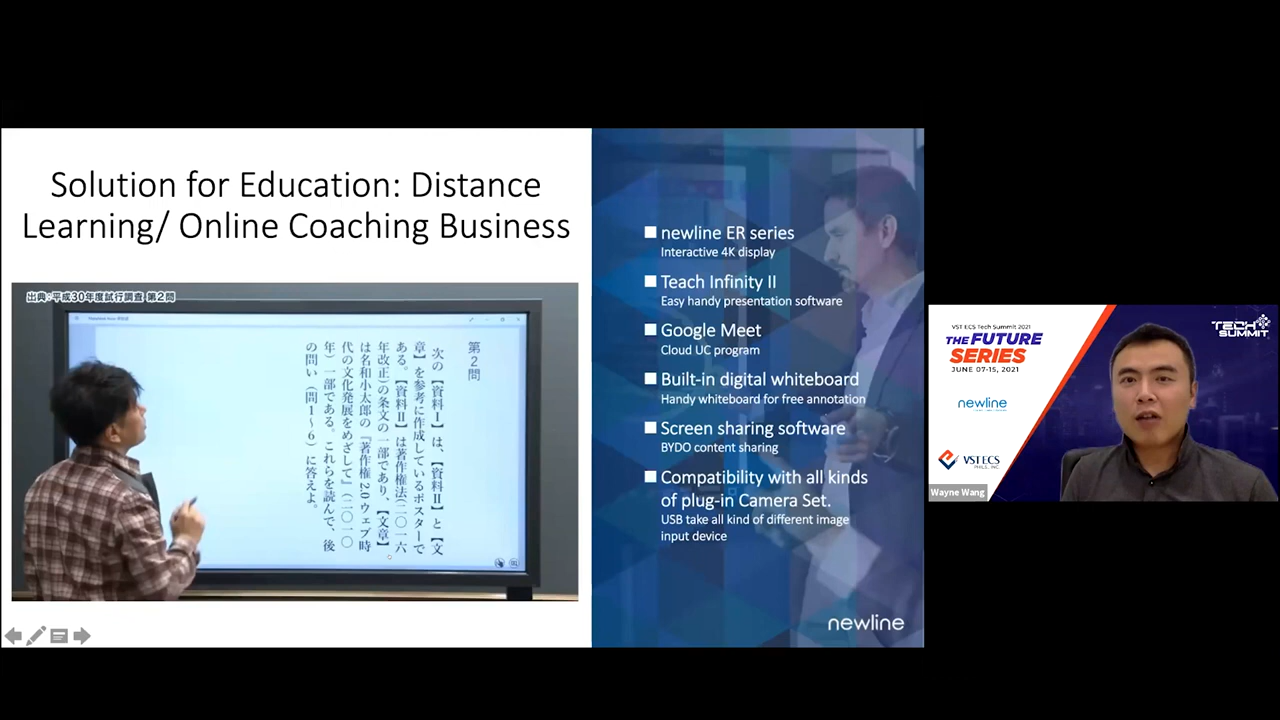 Solution for Education: Distance
Learning/ Online Coaching Business
出典：平成30年度試行調査 第2問
第2問
次の【資料Ⅰ】は、【資料Ⅱ】と【文
章】を参考に作成しているポスターで
ある。【資料Ⅱ】は著作権法(二〇一六
年改正)の条文の一部であり、【文章】
は名和小太郎の『著作権2.0 ウェブ時
代の文化発展をめざして』(二〇一〇
年) 一部である。これらを読んで、後
の問い (問1～6) に答えよ。
newline ER series
Interactive 4K display
Teach Infinity II
Easy handy presentation software
Google Meet
Cloud UC program
Built-in digital whiteboard
Handy whiteboard for free annotation
Screen sharing software
BYDO content sharing
Compatibility with all kinds
of plug-in Camera Set.
USB take all kind of different image
input device
newline
VST ECS Tech Summit 2021
THE FUTURE
SERIES
JUNE 07-15, 2021
newline
VST ECS
PHILS., INC.
TECH
SUMMIT
Wayne Wang